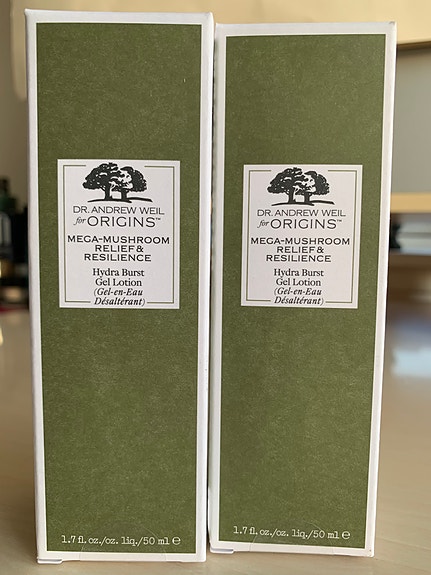 DR. ANDREW WEIL
for ORIGINS™
MEGA-MUSHROOM
RELIEF &
RESILIENCE
Hydra Burst
Gel Lotion
(Gel-en-Eau
Désaltérant)
1.7 fl. oz./oz. liq./50 ml ℮
DR. ANDREW WEIL
for ORIGINS™
MEGA-MUSHROOM
RELIEF &
RESILIENCE
Hydra Burst
Gel Lotion
(Gel-en-Eau
Désaltérant)
1.7 fl. oz./oz. liq./50 ml ℮